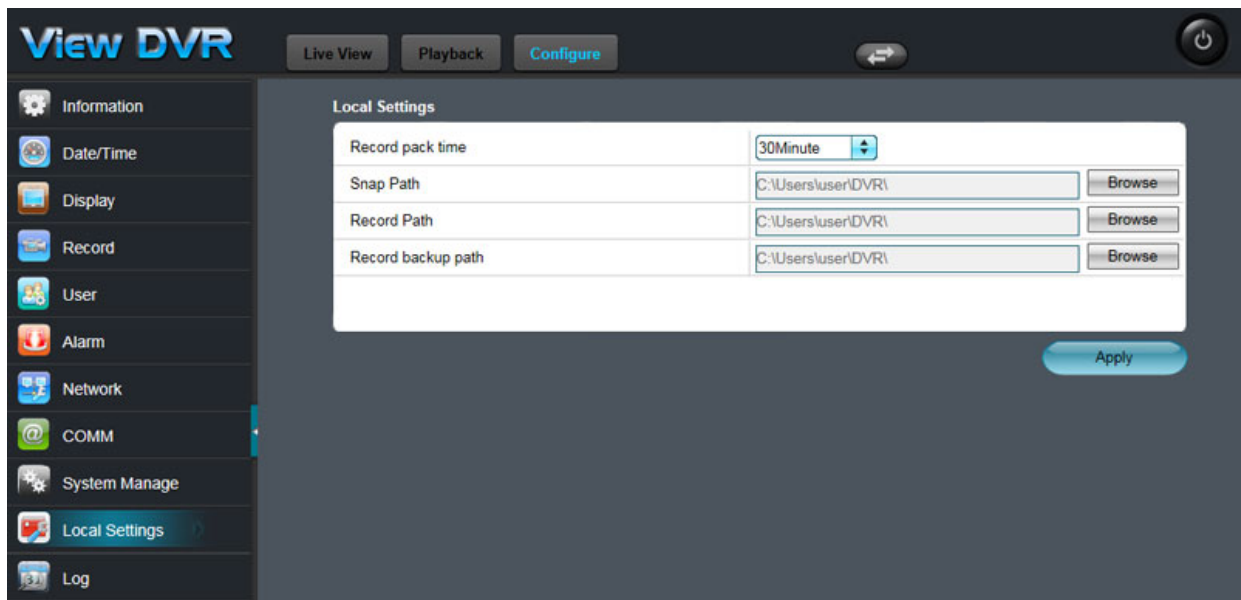 View DVR
Live View Playback Configure
Information
Date/Time
Display
Record
User
Alarm
Network
COMM
System Manage
Local Settings
Log
Local Settings
Record pack time 30Minute
Snap Path C:\Users\user\DVR\ Browse
Record Path C:\Users\user\DVR\ Browse
Record backup path C:\Users\user\DVR\ Browse
Apply